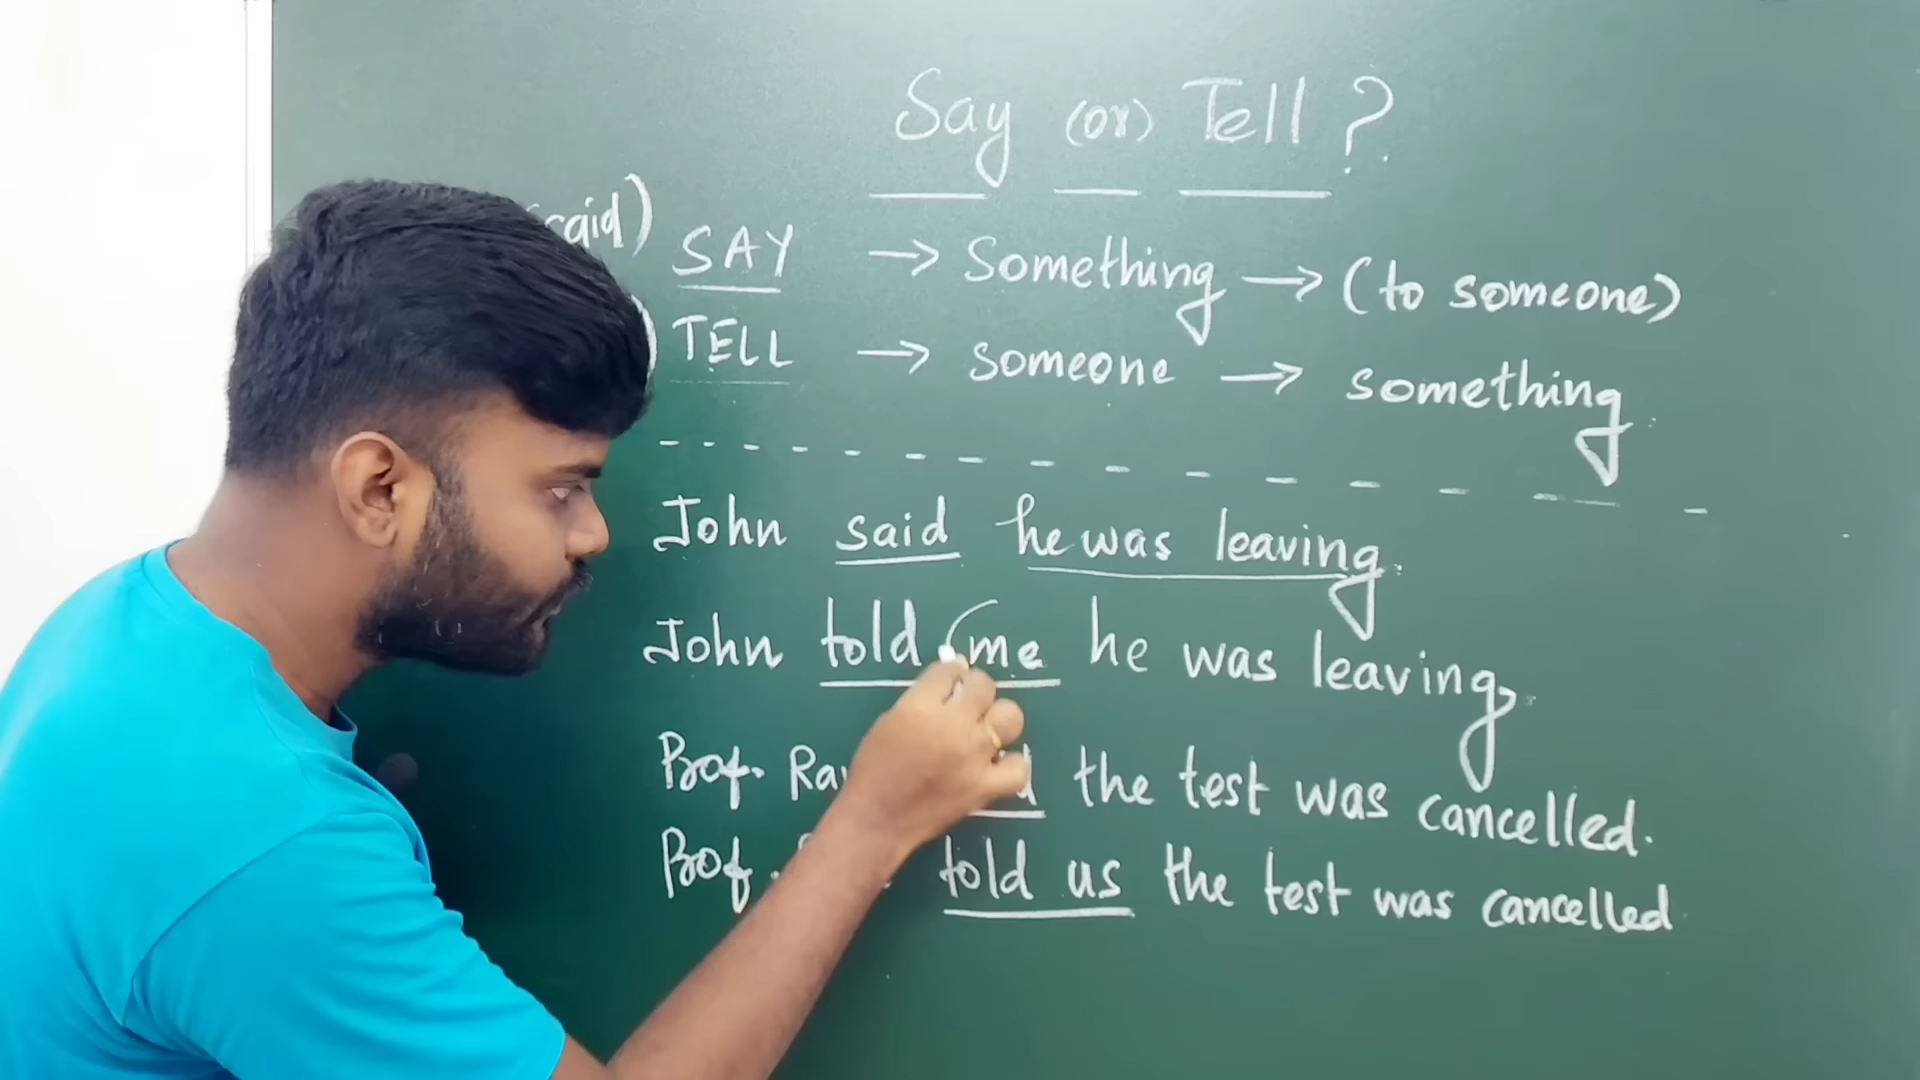 Say (or) Tell ?
SAY → Something → (to someone)
TELL → someone → something
John said he was leaving.
John told me he was leaving.
Prof. the test was cancelled.
Prof. told us the test was cancelled